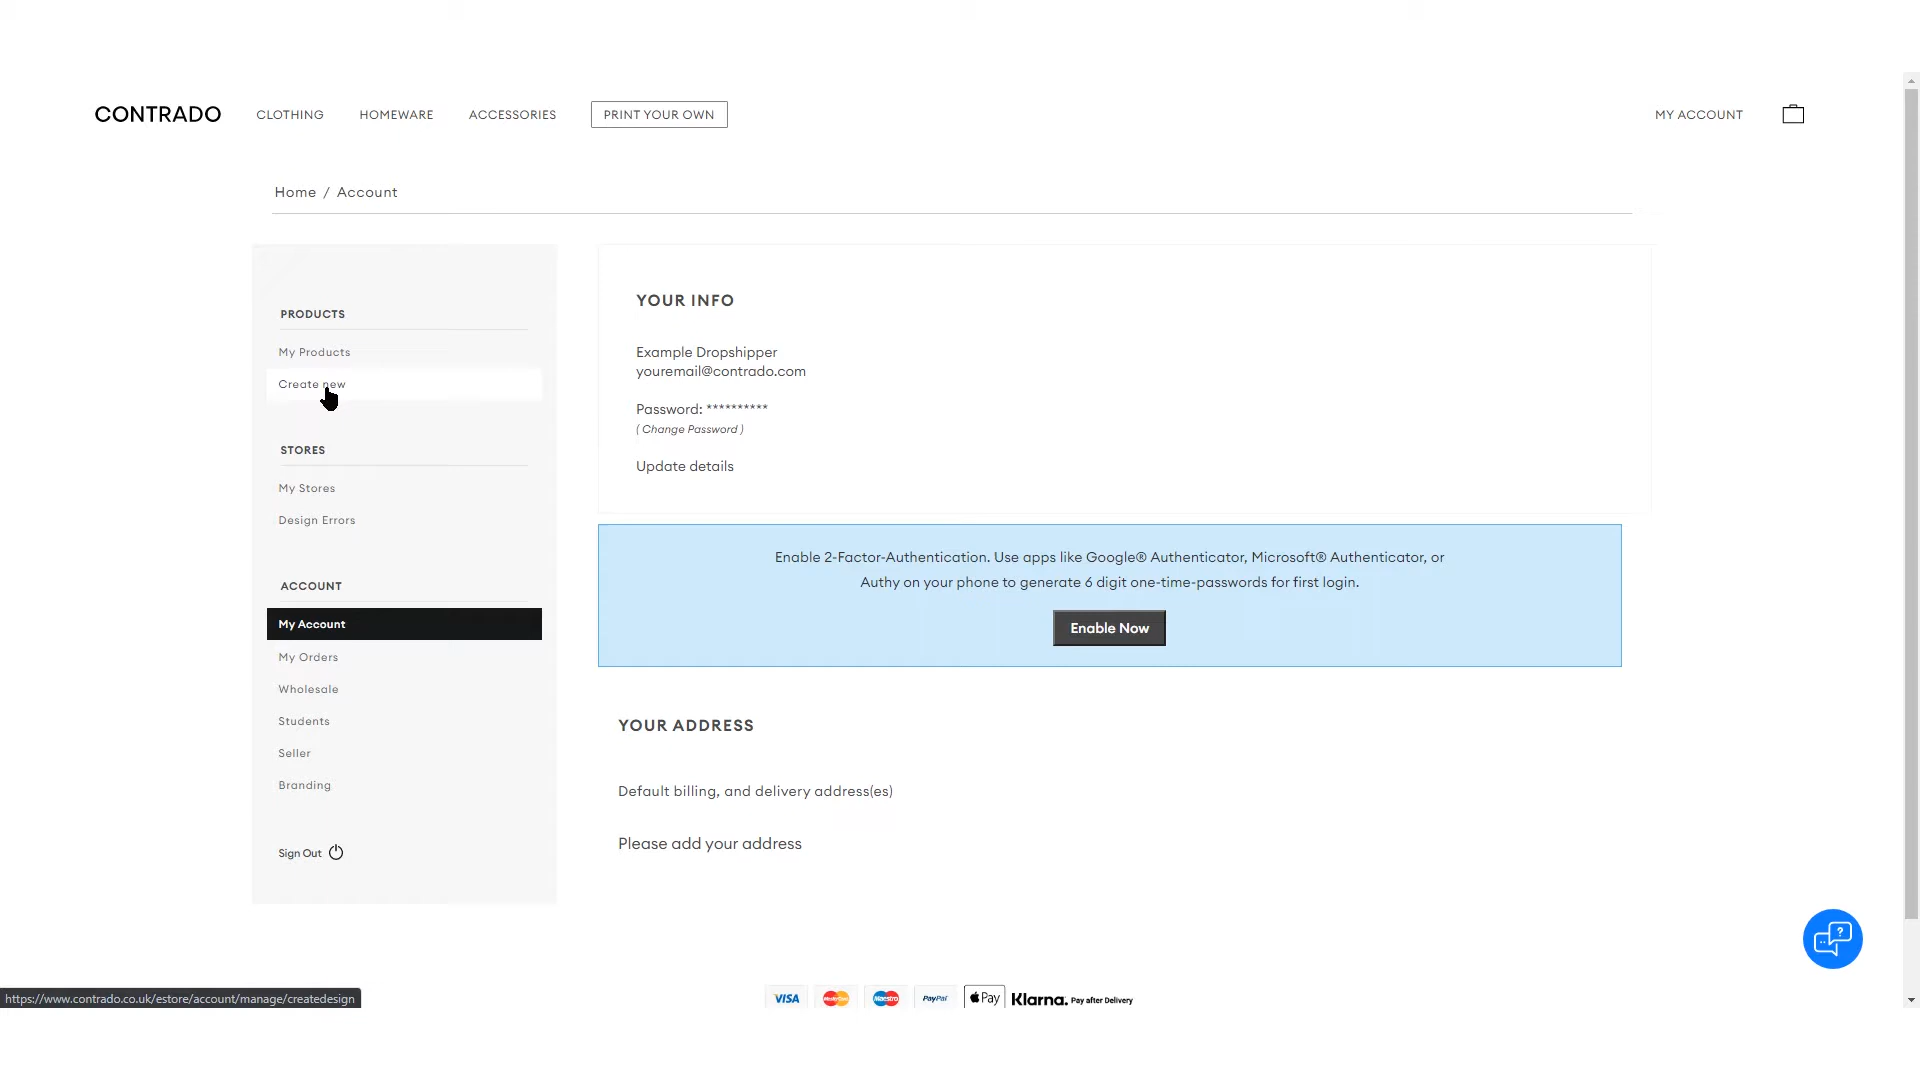 CONTRADO
CLOTHING
HOMEWARE
ACCESSORIES
PRINT YOUR OWN
MY ACCOUNT
Home / Account
PRODUCTS
My Products
Create new
STORES
My Stores
Design Errors
ACCOUNT
My Account
My Orders
Wholesale
Students
Seller
Branding
Sign Out
YOUR INFO
Example Dropshipper
youremail@contrado.com
Password: **********
( Change Password )
Update details
Enable 2-Factor-Authentication. Use apps like Google® Authenticator, Microsoft® Authenticator, or
Authy on your phone to generate 6 digit one-time-passwords for first login.
Enable Now
YOUR ADDRESS
Default billing, and delivery address(es)
Please add your address
?
https://www.contrado.co.uk/estore/account/manage/createdesign
VISA
MasterCard
Maestro
PayPal
Pay
Klarna. Pay after Delivery